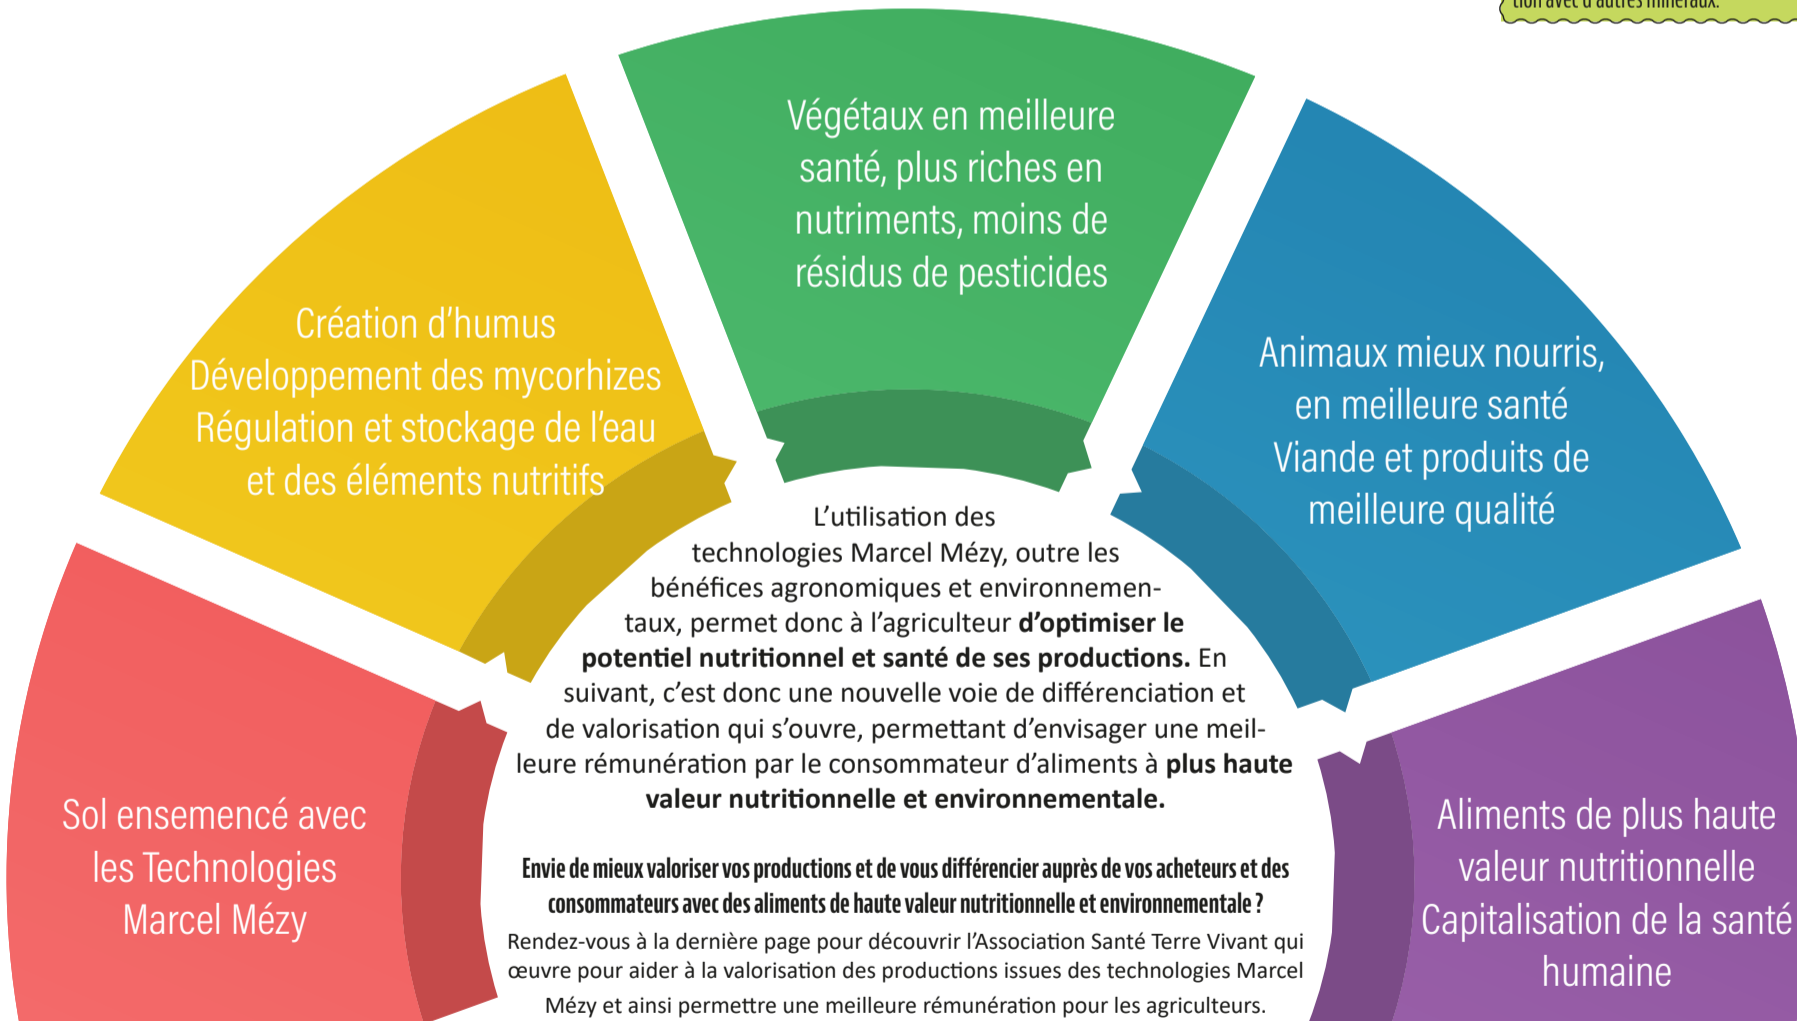 tion avec d'autres minéraux.
Végétaux en meilleure
santé, plus riches en
nutriments, moins de
résidus de pesticides
Création d'humus
Développement des mycorhizes
Régulation et stockage de l'eau
et des éléments nutritifs
Animaux mieux nourris,
en meilleure santé
Viande et produits de
meilleure qualité
Sol ensemencé avec
les Technologies
Marcel Mézy
Aliments de plus haute
valeur nutritionnelle
Capitalisation de la santé
humaine
L'utilisation des
technologies Marcel Mézy, outre les
bénéfices agronomiques et environnemen-
taux, permet donc à l'agriculteur d'optimiser le
potentiel nutritionnel et santé de ses productions. En
suivant, c'est donc une nouvelle voie de différenciation et
de valorisation qui s'ouvre, permettant d'envisager une meil-
leure rémunération par le consommateur d'aliments à plus haute
valeur nutritionnelle et environnementale.
Envie de mieux valoriser vos productions et de vous différencier auprès de vos acheteurs et des
consommateurs avec des aliments de haute valeur nutritionnelle et environnementale ?
Rendez-vous à la dernière page pour découvrir l'Association Santé Terre Vivant qui
œuvre pour aider à la valorisation des productions issues des technologies Marcel
Mézy et ainsi permettre une meilleure rémunération pour les agriculteurs.